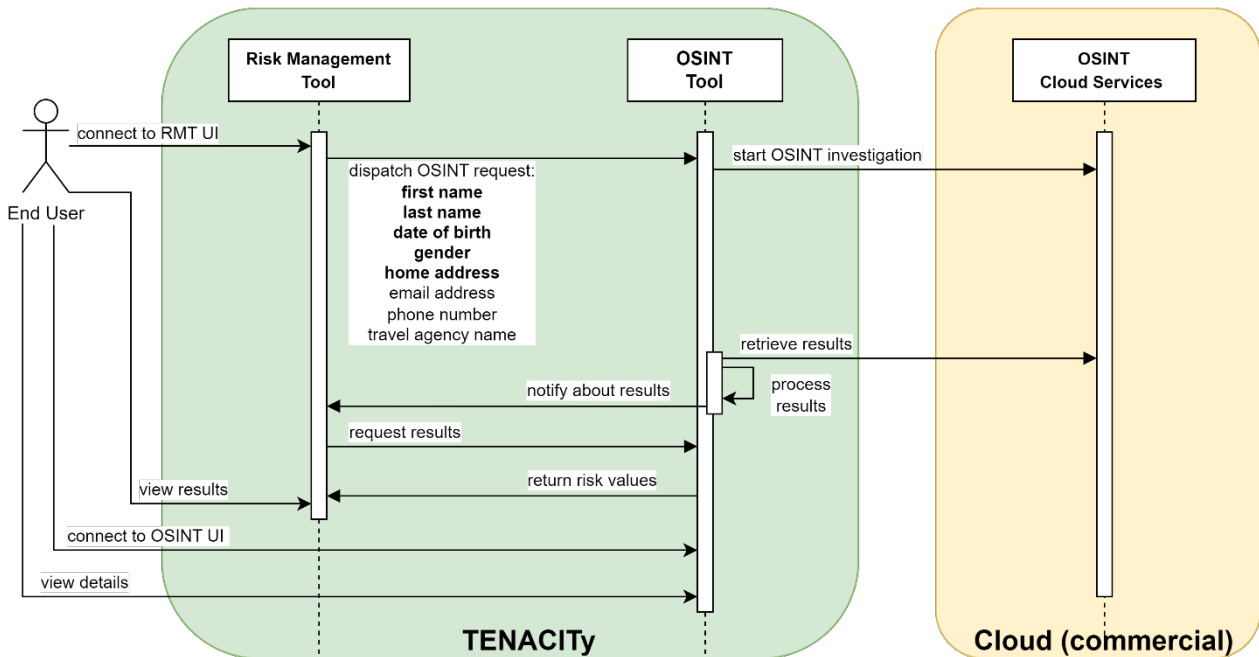 Risk Management
Tool
OSINT
Tool
OSINT
Cloud Services
connect to RMT UI
End User
dispatch OSINT request:
first name
last name
date of birth
gender
home address
email address
phone number
travel agency name
start OSINT investigation
retrieve results
process
results
notify about results
request results
return risk values
view results
connect to OSINT UI
view details
TENACITy
Cloud (commercial)